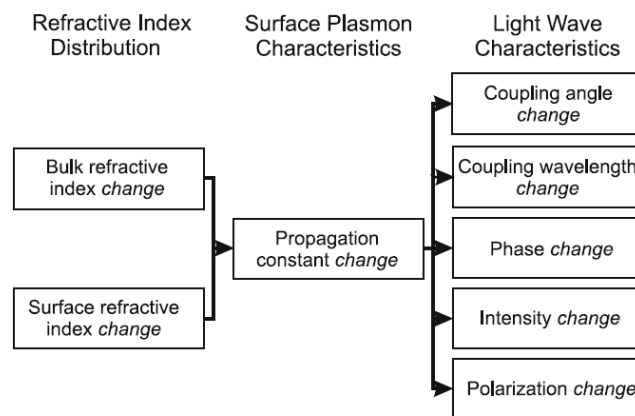 Refractive Index
Distribution
Surface Plasmon
Characteristics
Light Wave
Characteristics
Bulk refractive
index change
Surface refractive
index change
Propagation
constant change
Coupling angle
change
Coupling wavelength
change
Phase change
Intensity change
Polarization change